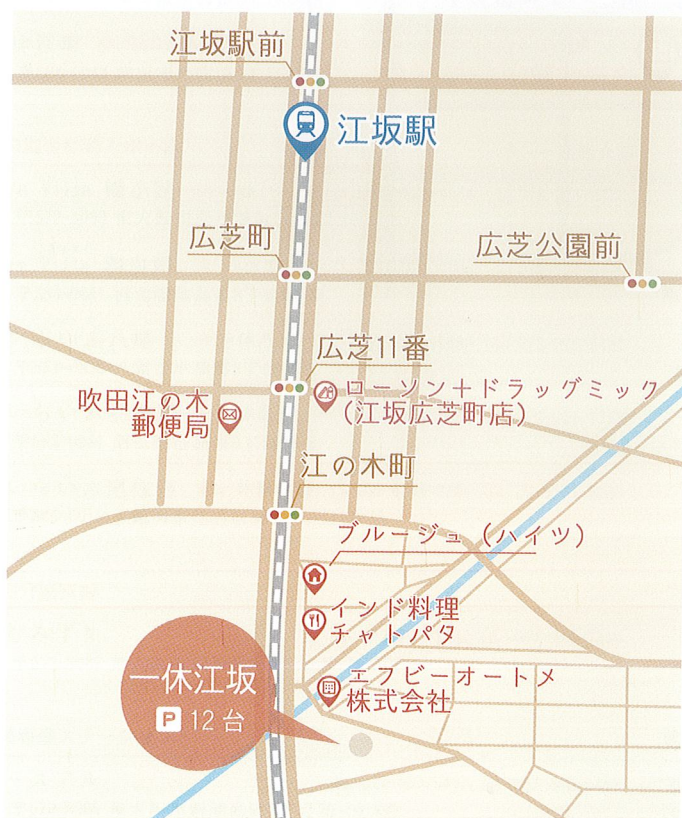 江坂駅前
江坂駅
広芝町
広芝公園前
広芝11番
ローソン＋ドラッグミック
(江坂広芝町店)
吹田江の木
郵便局
江の木町
ブルージュ（ハイツ）
インド料理
チャトパタ
エフビーオートメ
株式会社
一休江坂
P 12台